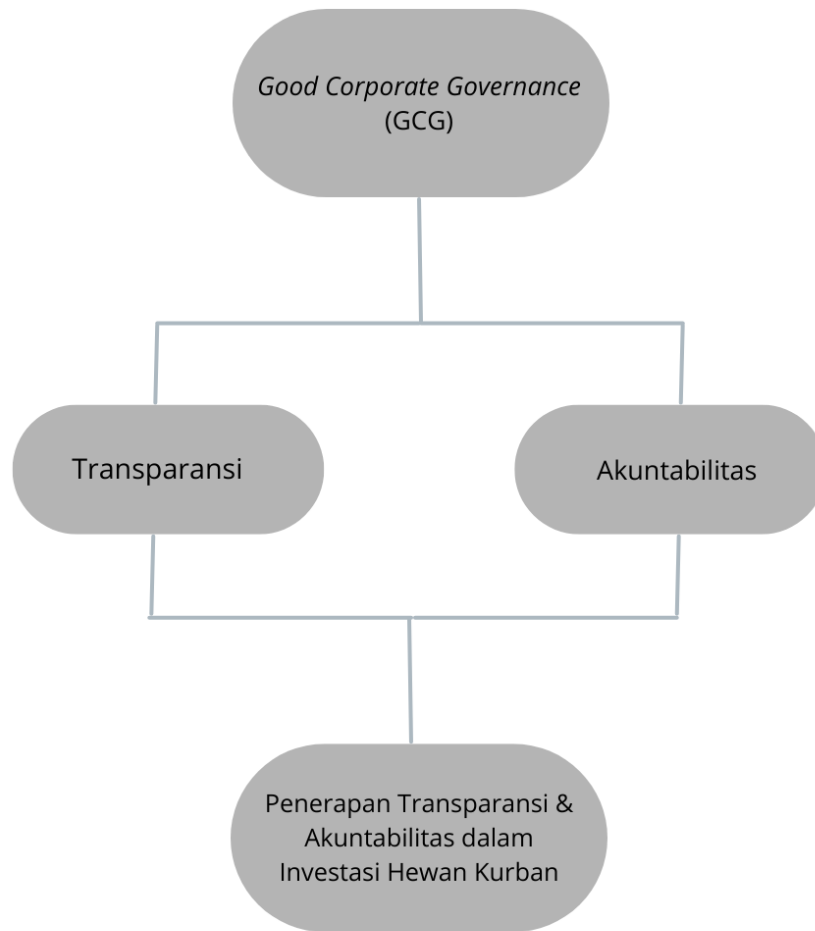 Good Corporate Governance
(GCG)
Transparansi
Akuntabilitas
Penerapan Transparansi &
Akuntabilitas dalam
Investasi Hewan Kurban